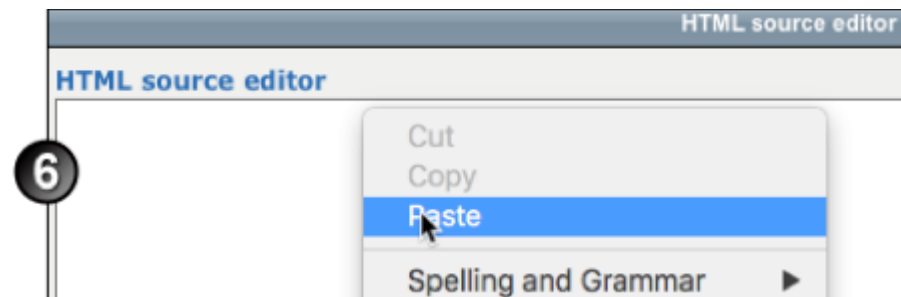 HTML source editor
HTML source editor
6
Cut
Copy
Paste
Spelling and Grammar